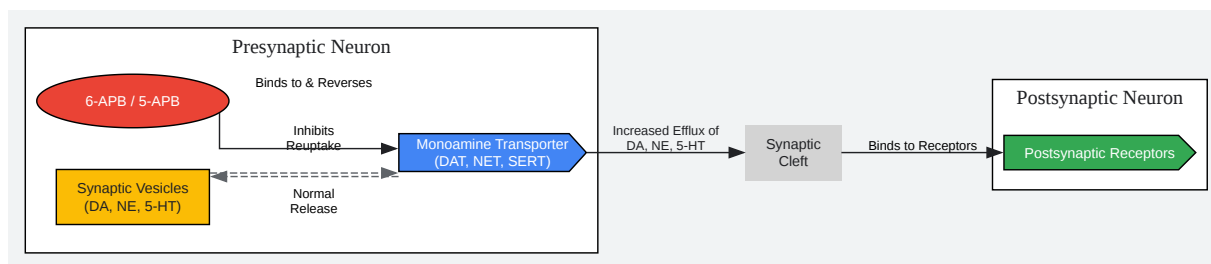 Presynaptic Neuron
Binds to & Reverses
6-APB / 5-APB
Inhibits
Reuptake
Monoamine Transporter
(DAT, NET, SERT)
Synaptic Vesicles
(DA, NE, 5-HT)
Normal
Release
Increased Efflux of
DA, NE, 5-HT
Synaptic
Cleft
Binds to Receptors
Postsynaptic Neuron
Postsynaptic Receptors